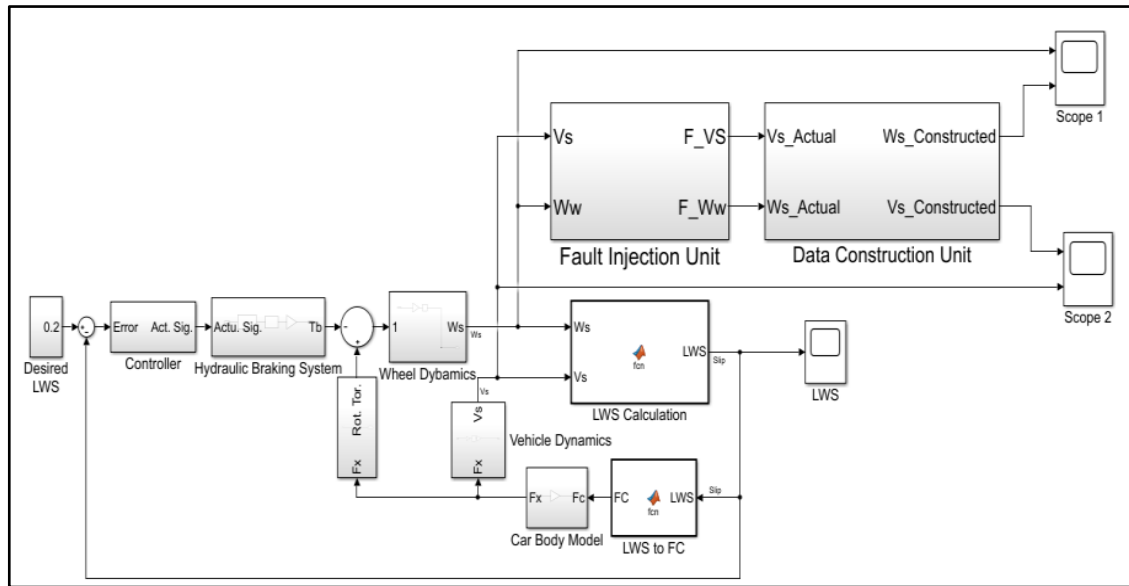 Scope 1
Vs F_VS
Ww F_Ww
Fault Injection Unit
Vs_Actual Ws_Constructed
Ws_Actual Vs_Constructed
Data Construction Unit
Scope 2
0.2
Desired
LWS
+
-
Error Act. Sig.
Controller
Actu. Sig. Tb
Hydraulic Braking System
-
+
1 Ws
Ws
Wheel Dybamics
Ws
Vs
LWS
fcn
Slip
LWS Calculation
LWS
Fx Rot. Tor.
Fx Vs
Vs
Vehicle Dynamics
Fx Fc
Car Body Model
FC LWS
fcn
Slip
LWS to FC